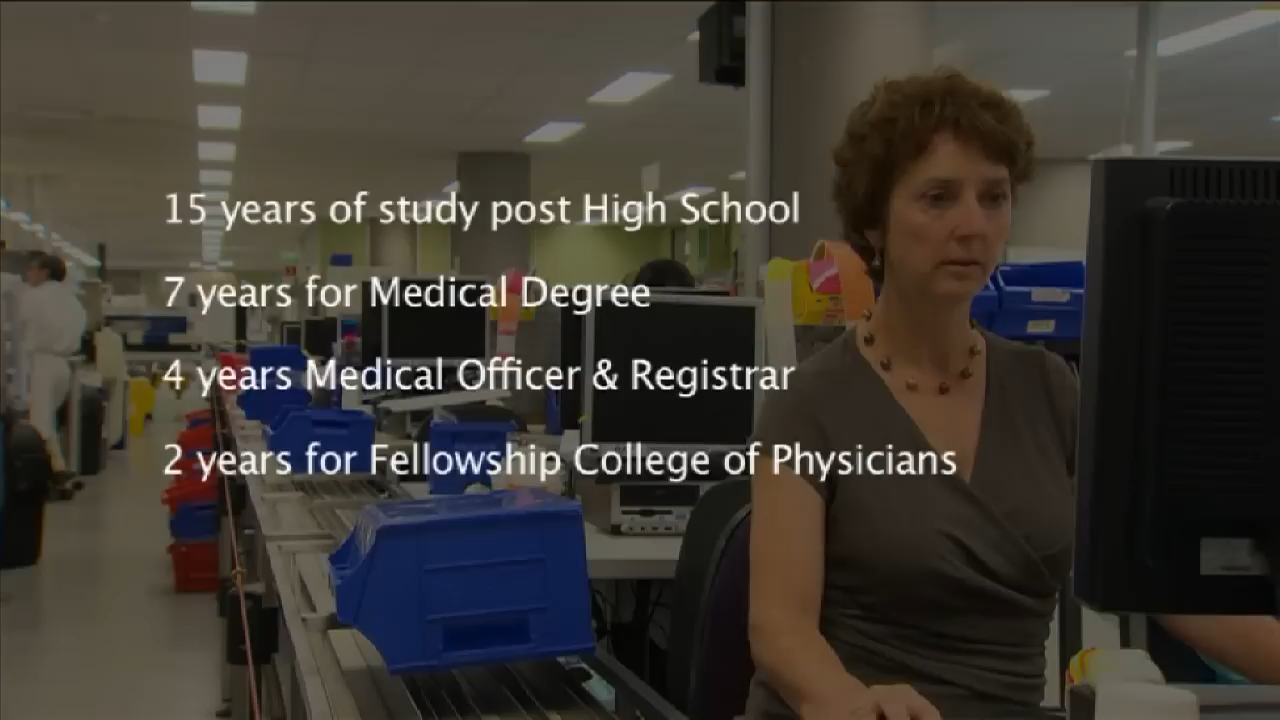 15 years of study post High School
7 years for Medical Degree
4 years Medical Officer & Registrar
2 years for Fellowship College of Physicians